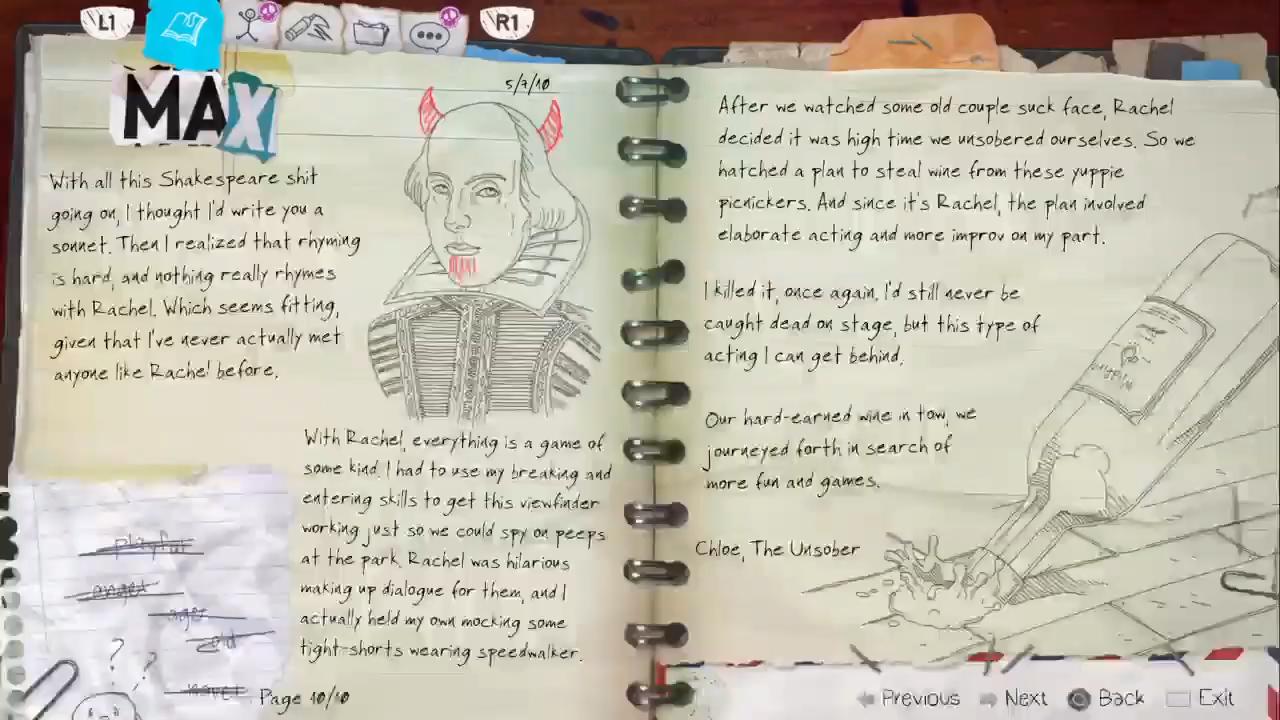 L1
R1
MAX
5/7/10
With all this Shakespeare shit
going on, I thought I'd write you a
sonnet. Then I realized that rhyming
is hard, and nothing really rhymes
with Rachel. Which seems fitting,
given that I've never actually met
anyone like Rachel before.
With Rachel, everything is a game of
some kind. I had to use my breaking and
entering skills to get this viewfinder
working just so we could spy on peeps
at the park. Rachel was hilarious
making up dialogue for them, and I
actually held my own mocking some
tight-shorts wearing speedwalker.
playful
angel
Page 10/10
After we watched some old couple suck face, Rachel
decided it was high time we unsobered ourselves. So we
hatched a plan to steal wine from these yuppie
picnickers. And since it's Rachel, the plan involved
elaborate acting and more improv on my part.
I killed it, once again. I'd still never be
caught dead on stage, but this type of
acting I can get behind.
Our hard-earned wine in tow, we
journeyed forth in search of
more fun and games.
Chloe, The Unsober
Previous
Next
Back
Exit